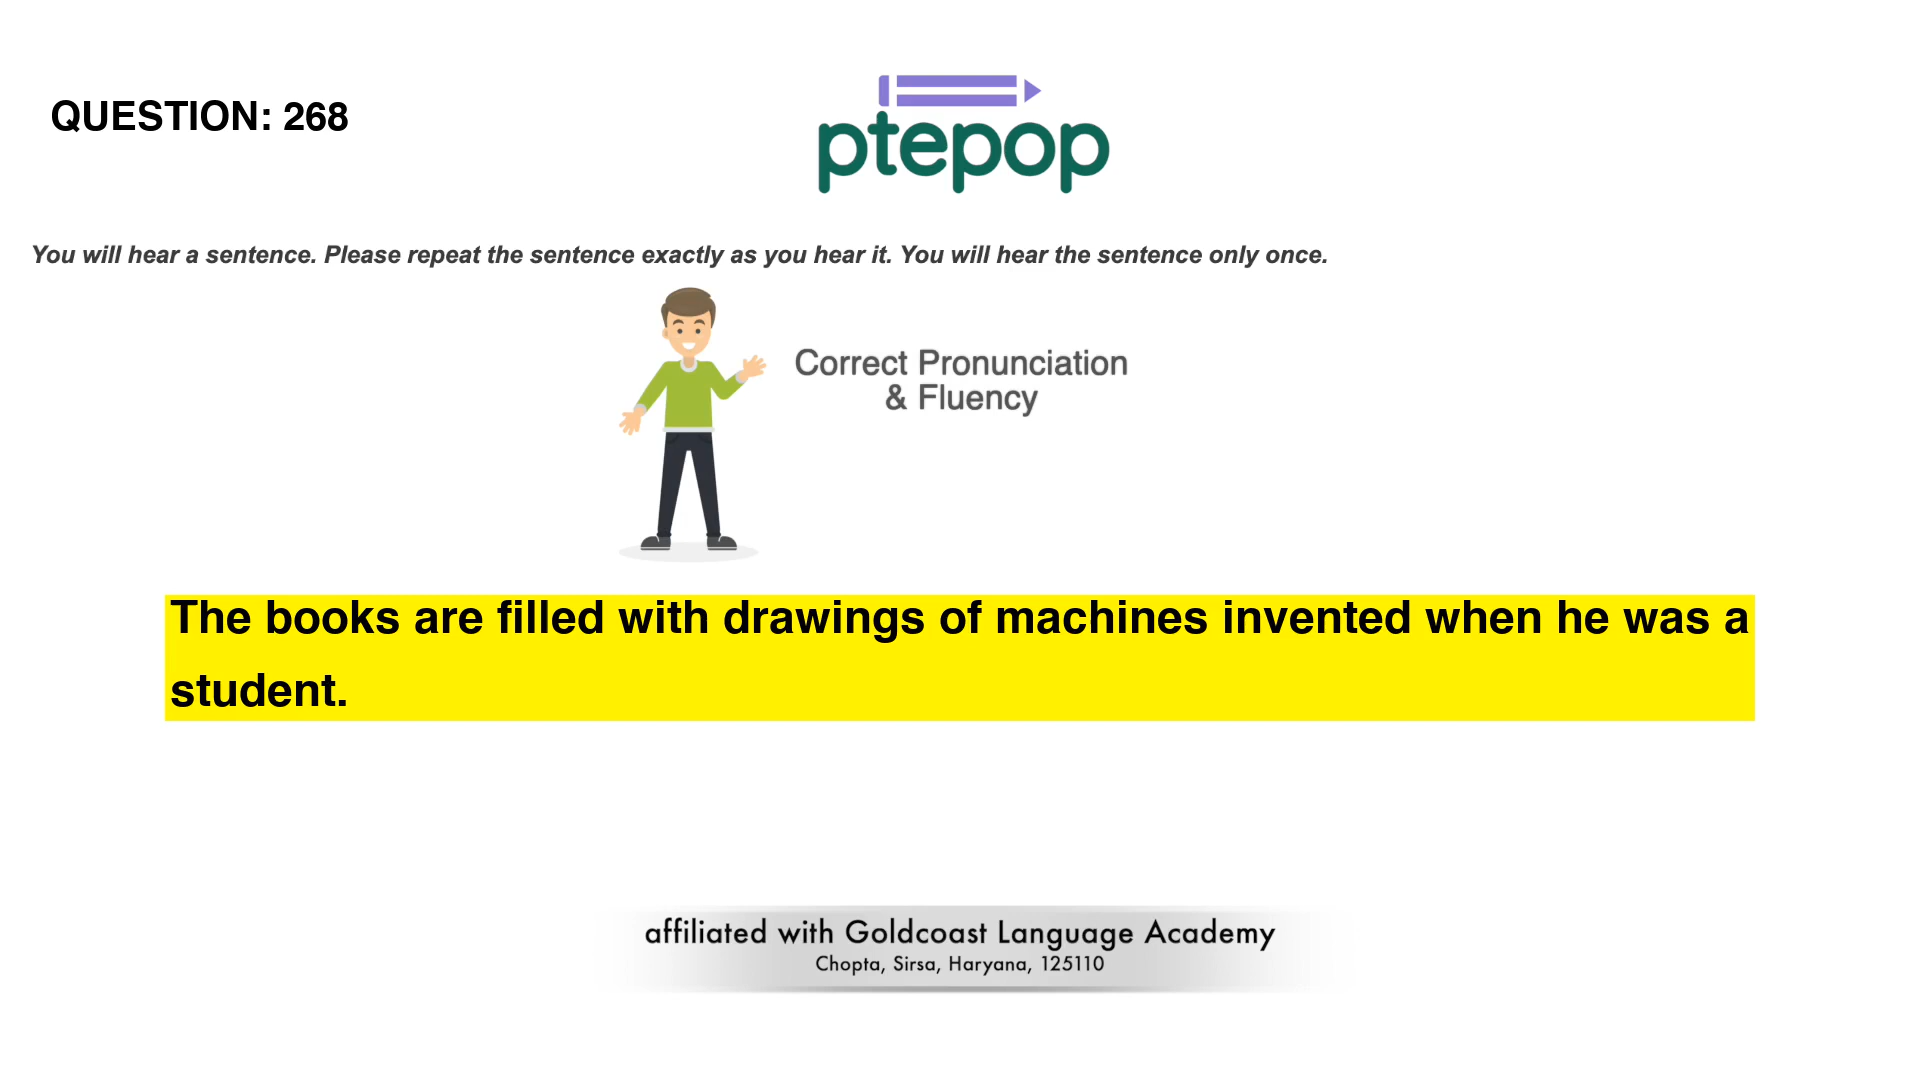 QUESTION: 268
ptepop
You will hear a sentence. Please repeat the sentence exactly as you hear it. You will hear the sentence only once.
Correct Pronunciation
& Fluency
The books are filled with drawings of machines invented when he was a
student.
affiliated with Goldcoast Language Academy
Chopta, Sirsa, Haryana, 125110